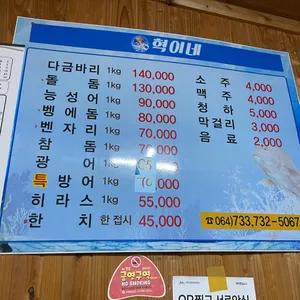 혁이네
다금바리 1kg 140,000
돌돔 1kg 130,000
능성어 1kg 90,000
벵에돔 1kg 80,000
벤자리 1kg 70,000
참돔 1kg 70,000
광어 1kg
특방어 1kg 70,000
히라스 1kg 55,000
한치 한접시 45,000
소주 4,000
맥주 4,000
청하 5,000
막걸리 3,000
음료 2,000
☎064)733,732-5067
금연구역
NO SMOKING